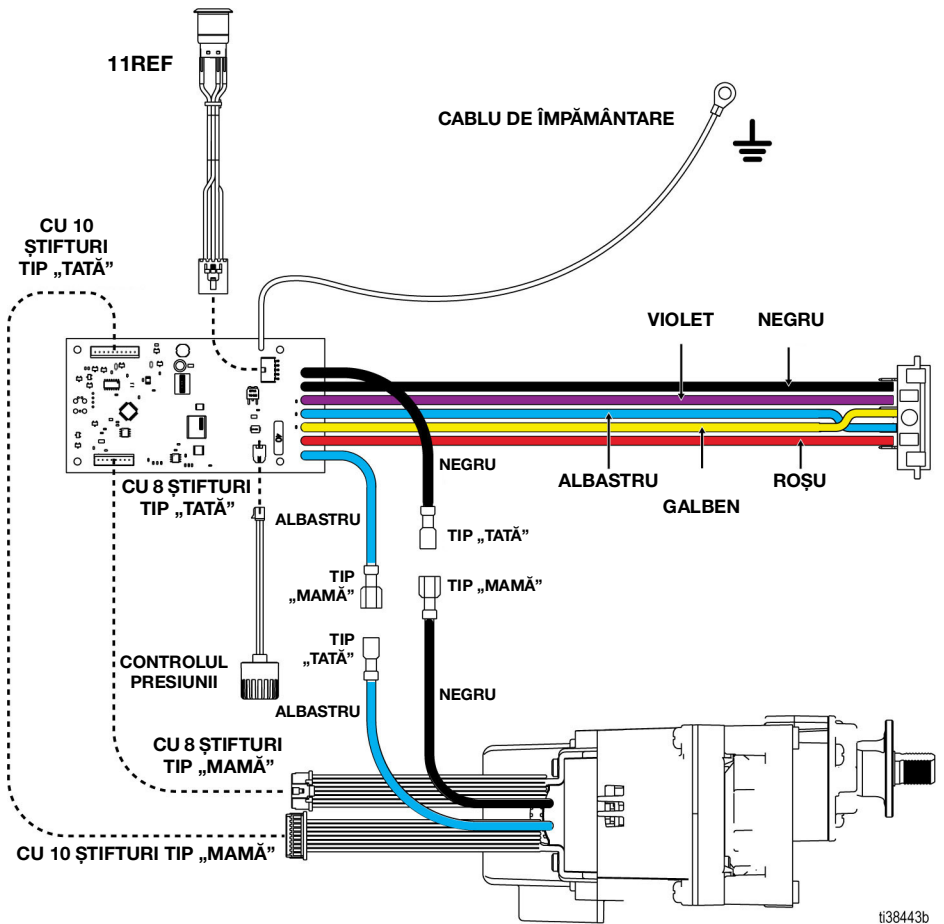 11REF
CABLU DE ÎMPĂMÂNTARE
CU 10
ȘTIFTURI
TIP „TATĂ”
VIOLET
NEGRU
NEGRU
ALBASTRU
ROȘU
GALBEN
CU 8 ȘTIFTURI
TIP „TATĂ”
ALBASTRU
TIP „TATĂ”
TIP
„MAMĂ”
TIP „MAMĂ”
TIP
„TATĂ”
CONTROLUL
PRESIUNII
NEGRU
ALBASTRU
CU 8 ȘTIFTURI
TIP „MAMĂ”
CU 10 ȘTIFTURI TIP „MAMĂ”
ti38443b